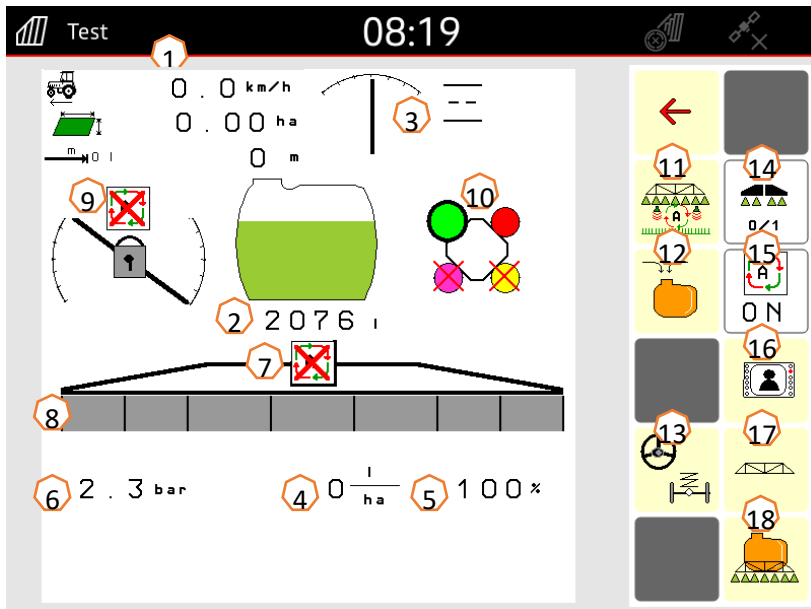 Test 08:19
1
0.0 km/h
3
0.00 ha
m 0 1 0 m
11 14
9 10
A 0/1
12 15
A
2 2076 l
ON
7 16
8
13 17
6 2.3 bar 4 0 l/ha 5 100 %
18